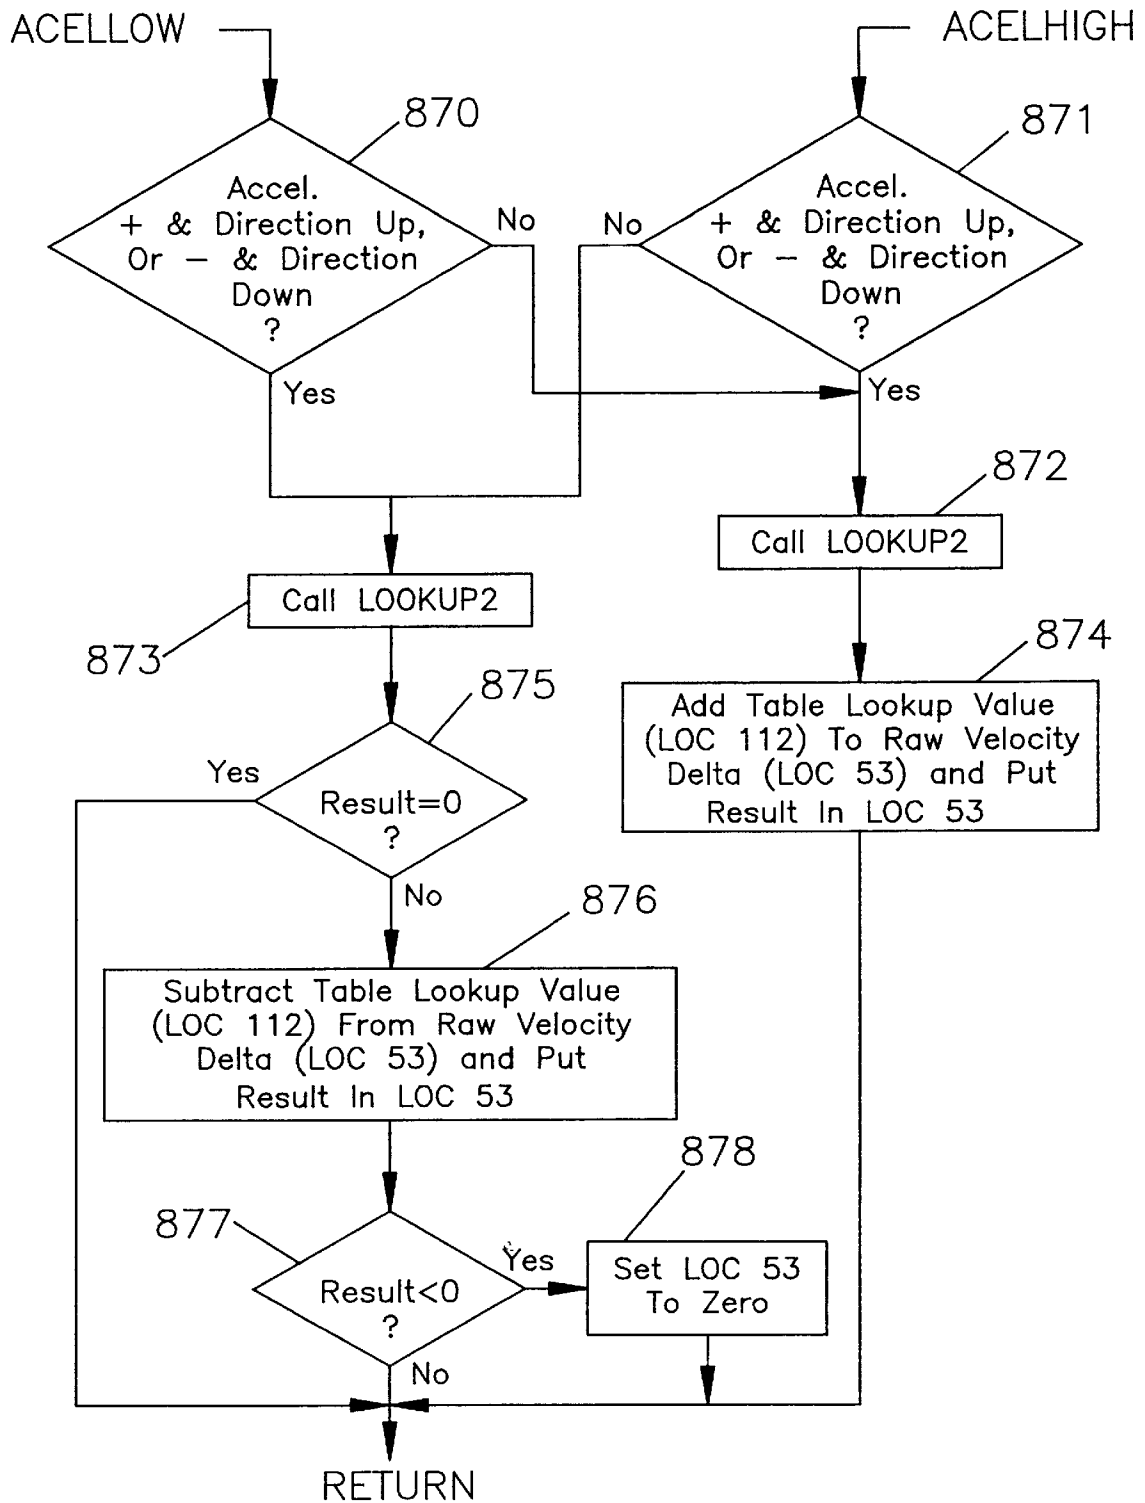 ACELLOW
ACELHIGH
870
871
Accel.
+ & Direction Up,
Or − & Direction
Down
?
No
Yes
Accel.
+ & Direction Up,
Or − & Direction
Down
?
No
Yes
872
Call LOOKUP2
Call LOOKUP2
873
874
Add Table Lookup Value
(LOC 112) To Raw Velocity
Delta (LOC 53) and Put
Result In LOC 53
875
Yes
Result=0
?
No
876
Subtract Table Lookup Value
(LOC 112) From Raw Velocity
Delta (LOC 53) and Put
Result In LOC 53
878
877
Result<0
?
Yes
Set LOC 53
To Zero
No
RETURN